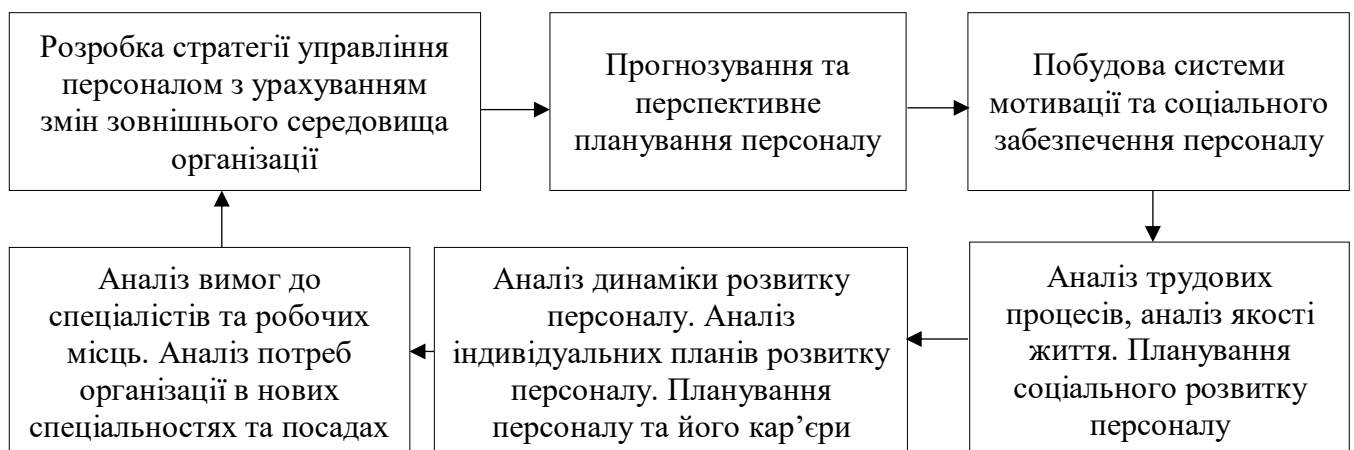 Розробка стратегії управління
персоналом з урахуванням
змін зовнішнього середовища
організації
Прогнозування та
перспективне
планування персоналу
Побудова системи
мотивації та соціального
забезпечення персоналу
Аналіз трудових
процесів, аналіз якості
життя. Планування
соціального розвитку
персоналу
Аналіз динаміки розвитку
персоналу. Аналіз
індивідуальних планів розвитку
персоналу. Планування
персоналу та його кар’єри
Аналіз вимог до
спеціалістів та робочих
місць. Аналіз потреб
організації в нових
спеціальностях та посадах